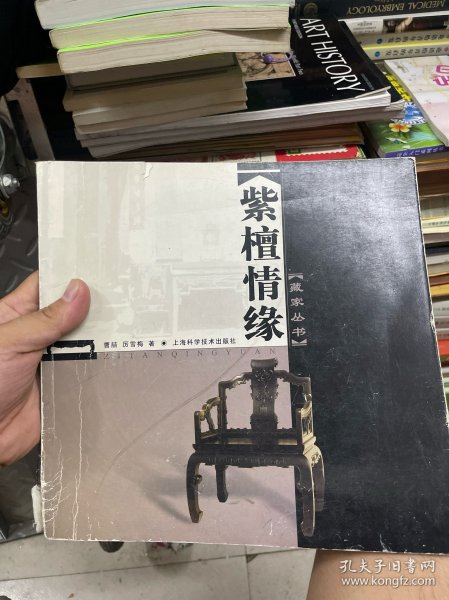 MEDICAL EMBRYOLOGY
ART HISTORY
紫檀情缘
【藏家丛书】
曹喆 厉雪梅 著 ● 上海科学技术出版社
ZITANQINGYUAN
孔夫子旧书网
www.kongfz.com